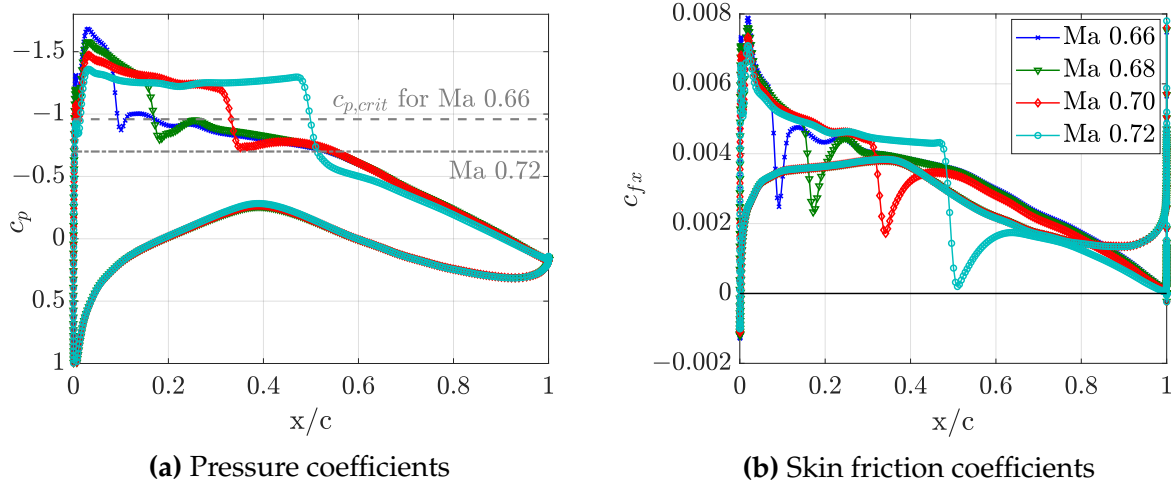 −1.5
−1
−0.5
0
0.5
1
c_p
c_{p,crit} for Ma 0.66
Ma 0.72
0
0.2
0.4
0.6
0.8
1
x/c
(a) Pressure coefficients
0.008
0.006
0.004
0.002
0
−0.002
c_{fx}
Ma 0.66
Ma 0.68
Ma 0.70
Ma 0.72
0
0.2
0.4
0.6
0.8
1
x/c
(b) Skin friction coefficients